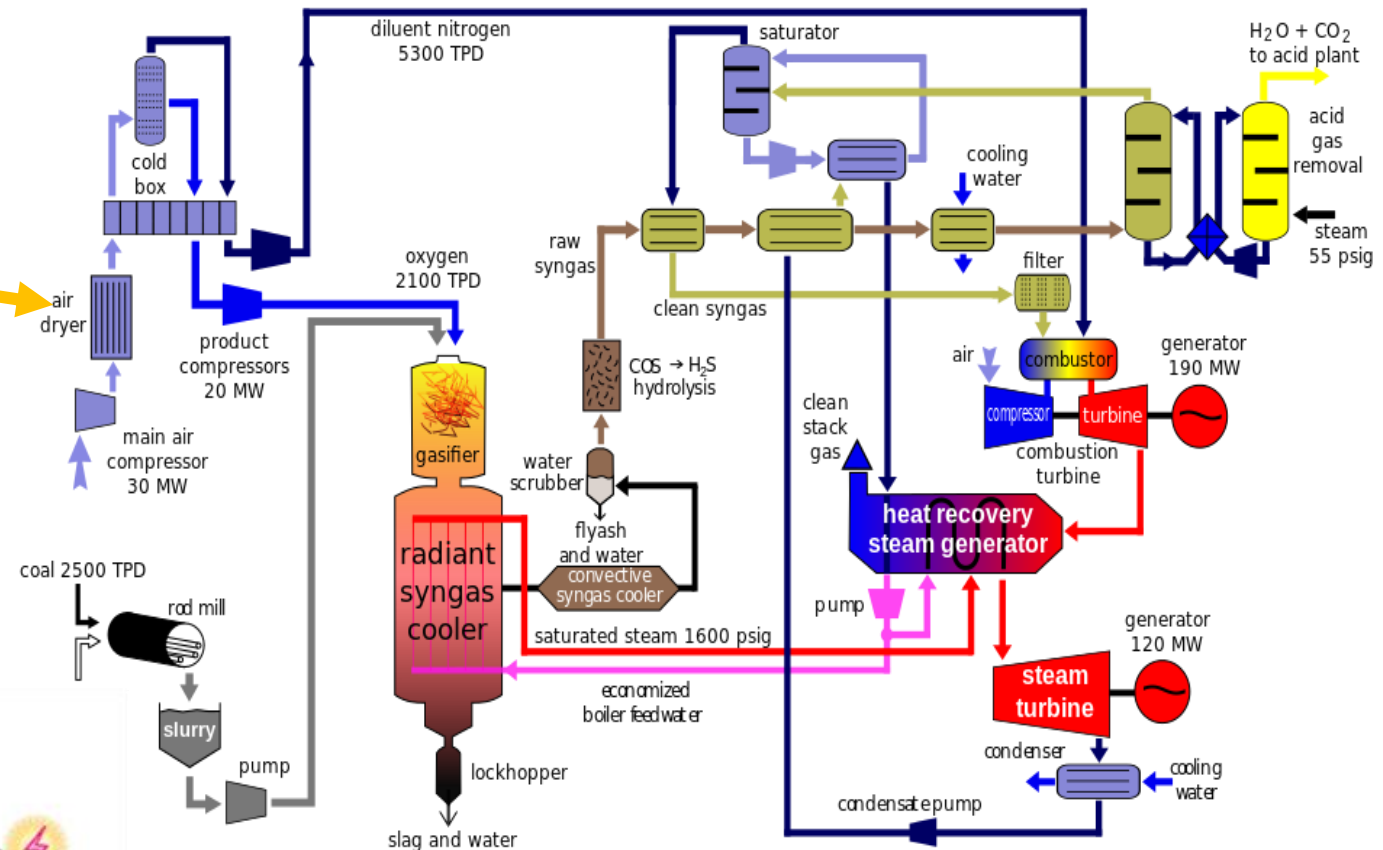 diluent nitrogen
5300 TPD
saturator
H₂O + CO₂
to acid plant
cold
box
cooling
water
acid
gas
removal
steam
55 psig
raw
syngas
oxygen
2100 TPD
filter
clean syngas
air
dryer
product
compressors
20 MW
COS → H₂S
hydrolysis
air
combustor
generator
190 MW
compressor
turbine
combustion
turbine
main air
compressor
30 MW
gasifier
clean
stack
gas
water
scrubber
flyash
and water
heat recovery
steam generator
radiant
syngas
cooler
convective
syngas cooler
coal 2500 TPD
rod mill
pump
saturated steam 1600 psig
generator
120 MW
economized
boiler feedwater
steam
turbine
slurry
pump
lockhopper
condenser
cooling
water
condensate pump
slag and water